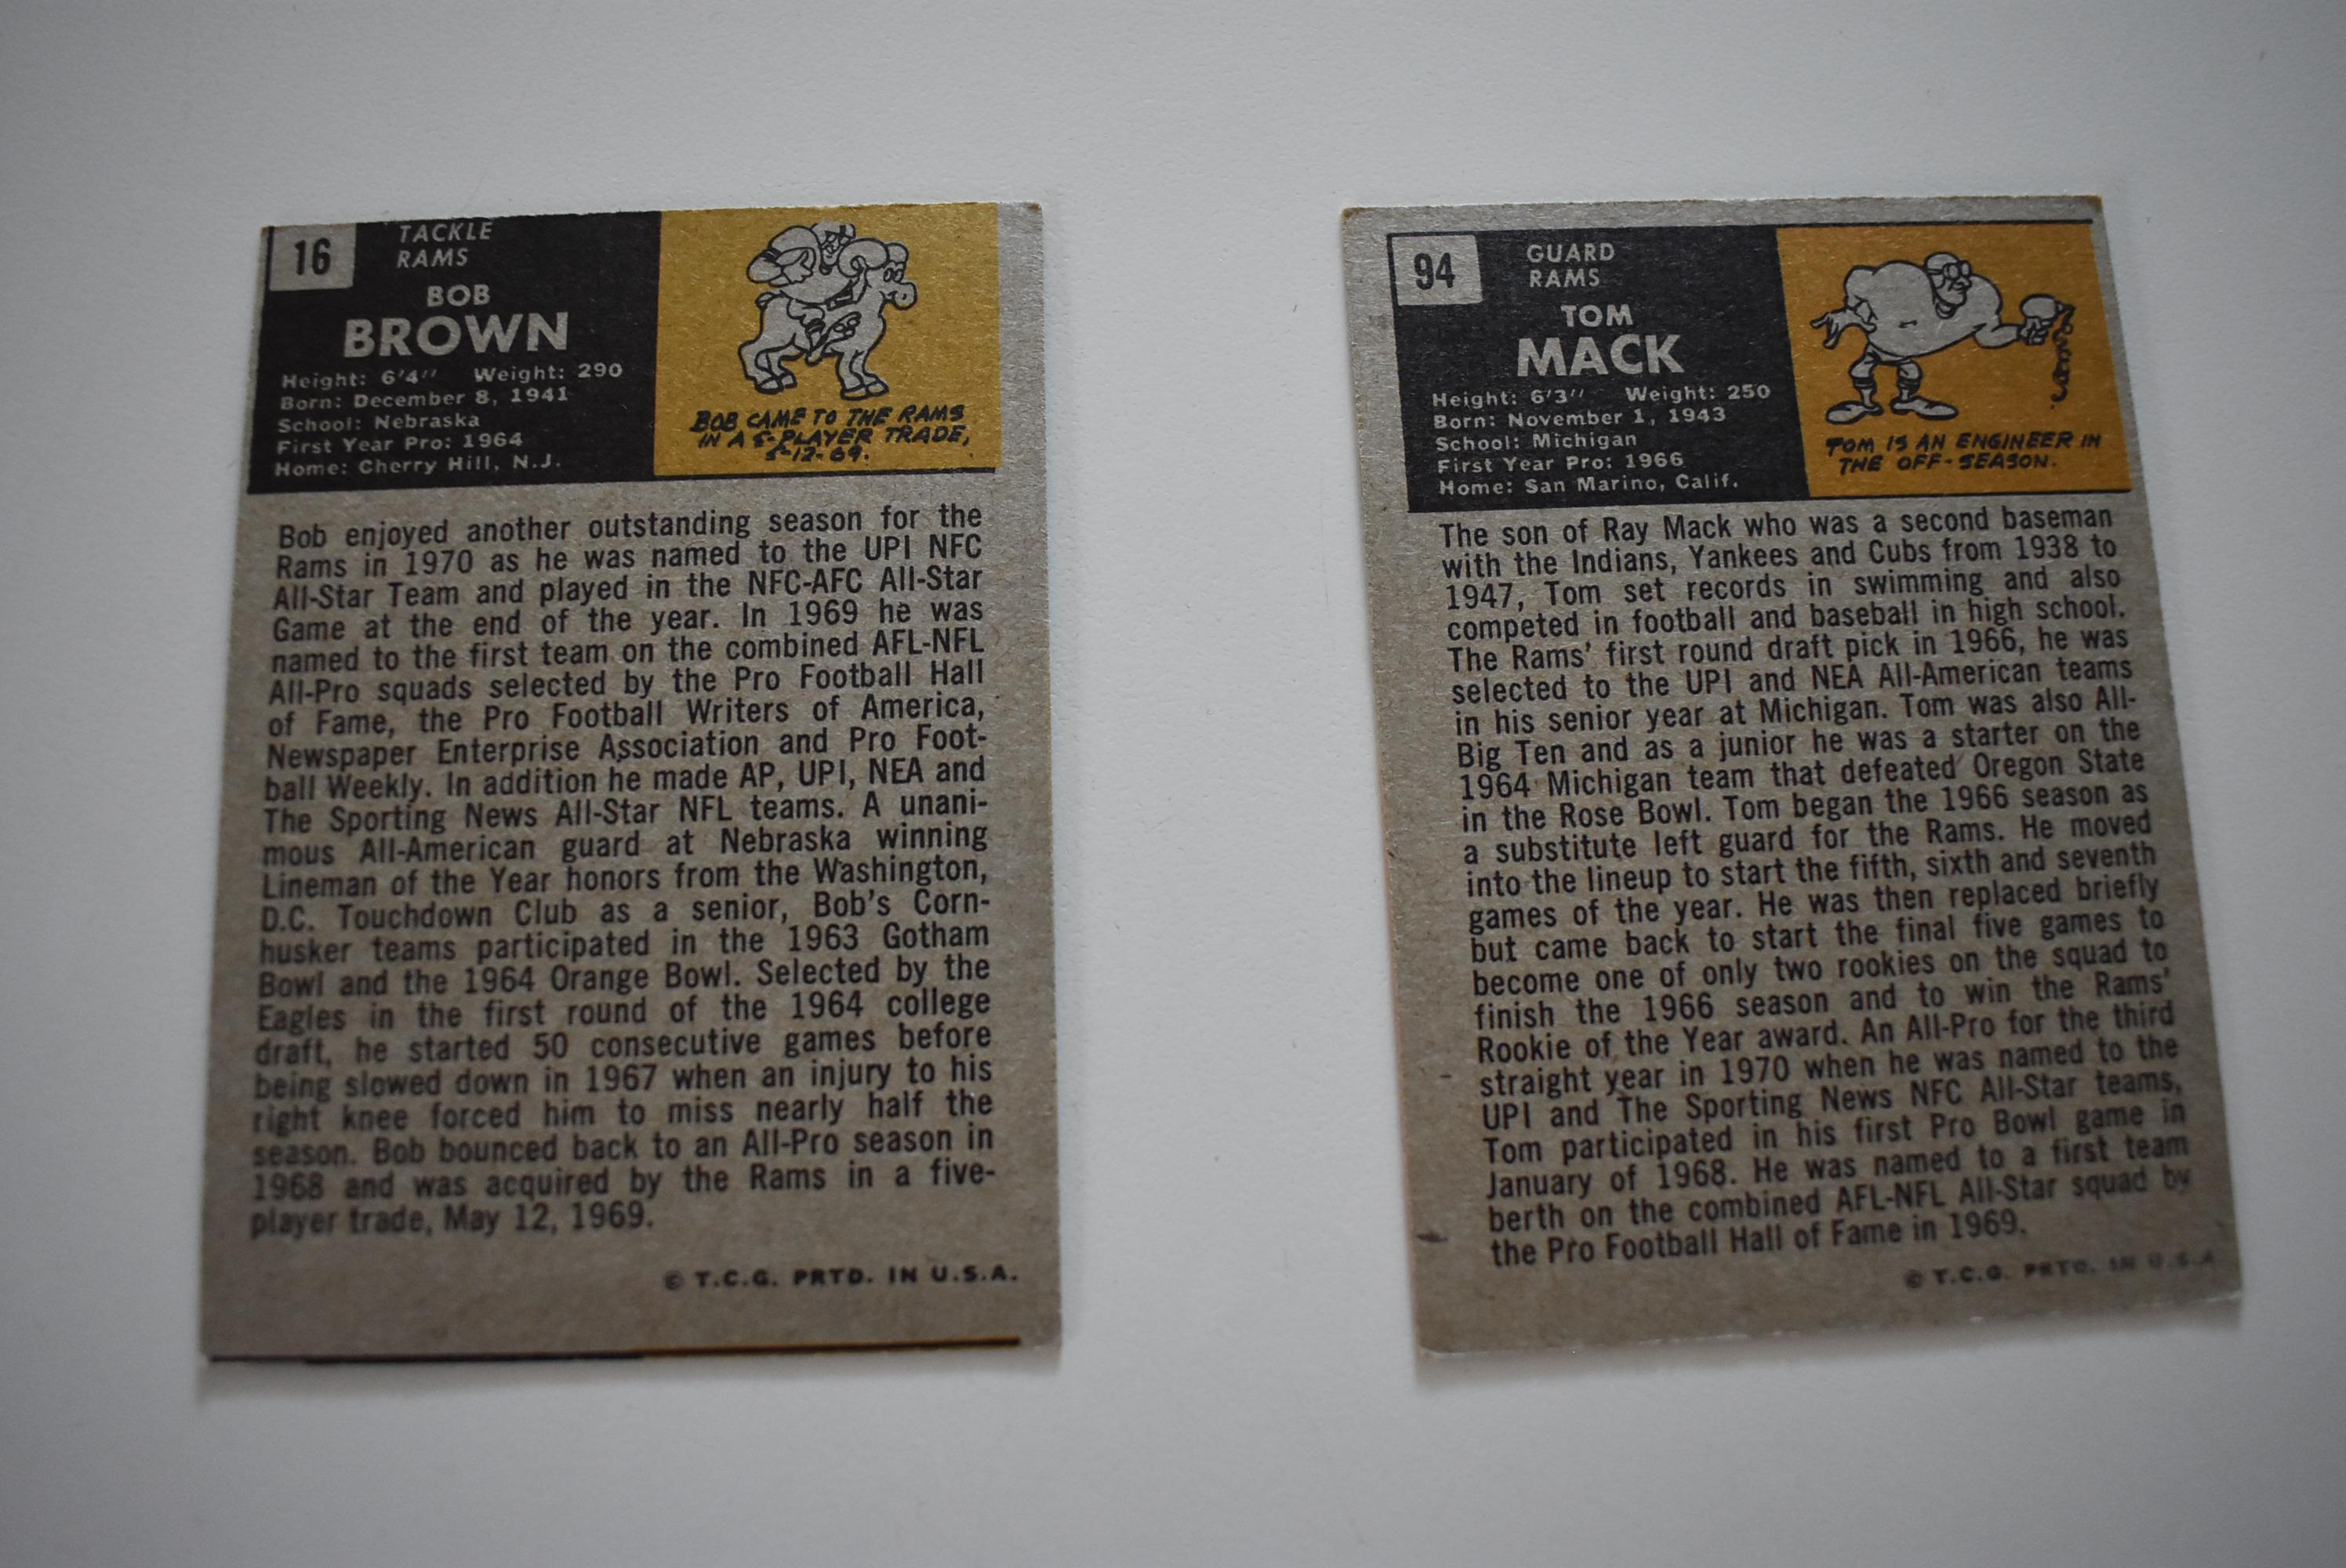 16
TACKLE
RAMS
BOB
BROWN
Height: 6'4'' Weight: 290
Born: December 8, 1941
School: Nebraska
First Year Pro: 1964
Home: Cherry Hill, N.J.
BOB CAME TO THE RAMS
IN A 5-PLAYER TRADE,
5-12-69.
Bob enjoyed another outstanding season for the
Rams in 1970 as he was named to the UPI NFC
All-Star Team and played in the NFC-AFC All-Star
Game at the end of the year. In 1969 he was
named to the first team on the combined AFL-NFL
All-Pro squads selected by the Pro Football Hall
of Fame, the Pro Football Writers of America,
Newspaper Enterprise Association and Pro Foot-
ball Weekly. In addition he made AP, UPI, NEA and
The Sporting News All-Star NFL teams. A unani-
mous All-American guard at Nebraska winning
Lineman of the Year honors from the Washington,
D.C. Touchdown Club as a senior, Bob's Corn-
husker teams participated in the 1963 Gotham
Bowl and the 1964 Orange Bowl. Selected by the
Eagles in the first round of the 1964 college
draft, he started 50 consecutive games before
being slowed down in 1967 when an injury to his
right knee forced him to miss nearly half the
season. Bob bounced back to an All-Pro season in
1968 and was acquired by the Rams in a five-
player trade, May 12, 1969.
© T.C.G. PRTD. IN U.S.A.
94
GUARD
RAMS
TOM
MACK
Height: 6'3'' Weight: 250
Born: November 1, 1943
School: Michigan
First Year Pro: 1966
Home: San Marino, Calif.
TOM IS AN ENGINEER IN
THE OFF-SEASON.
The son of Ray Mack who was a second baseman
with the Indians, Yankees and Cubs from 1938 to
1947, Tom set records in swimming and also
competed in football and baseball in high school.
The Rams' first round draft pick in 1966, he was
selected to the UPI and NEA All-American teams
in his senior year at Michigan. Tom was also All-
Big Ten and as a junior he was a starter on the
1964 Michigan team that defeated Oregon State
in the Rose Bowl. Tom began the 1966 season as
a substitute left guard for the Rams. He moved
into the lineup to start the fifth, sixth and seventh
games of the year. He was then replaced briefly
but came back to start the final five games to
become one of only two rookies on the squad to
finish the 1966 season and to win the Rams'
Rookie of the Year award. An All-Pro for the third
straight year in 1970 when he was named to the
UPI and The Sporting News NFC All-Star teams,
Tom participated in his first Pro Bowl game in
January of 1968. He was named to a first team
berth on the combined AFL-NFL All-Star squad by
the Pro Football Hall of Fame in 1969.
© T.C.G. PRTD. IN U.S.A.